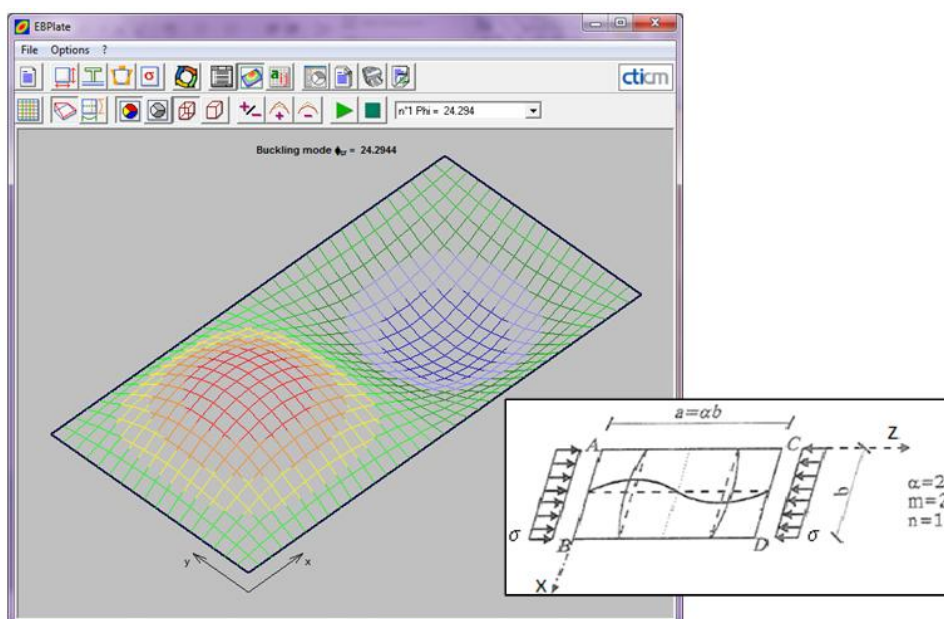 EBPlate
File Options ?
cticm
n°1 Phi = 24.294
Buckling mode ϕcr = 24.2944
y x
a=αb
A C Z
b
α=2
m=2
n=1
σ B D σ
X